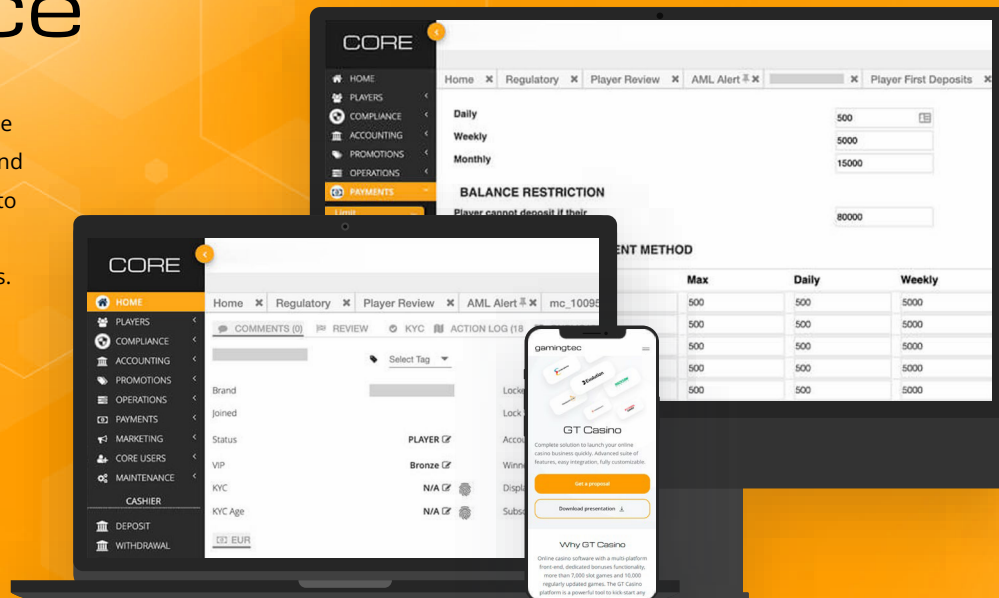 ce
e
nd
to
s.
CORE
HOME
PLAYERS
COMPLIANCE
ACCOUNTING
PROMOTIONS
OPERATIONS
PAYMENTS
Limit
Home Regulatory Player Review AML Alert Player First Deposits
Daily 500
Weekly 5000
Monthly 15000
BALANCE RESTRICTION
Player cannot deposit if their 80000
ENT METHOD
Max Daily Weekly
500 500 5000
500 500 5000
500 500 5000
500 500 5000
500 500 5000
CORE
HOME
PLAYERS
COMPLIANCE
ACCOUNTING
PROMOTIONS
OPERATIONS
PAYMENTS
MARKETING
CORE USERS
MAINTENANCE
CASHIER
DEPOSIT
WITHDRAWAL
Home Regulatory Player Review AML Alert mc_10095
COMMENTS (0) REVIEW KYC ACTION LOG (18
Select Tag
Brand
Joined
Status PLAYER
VIP Bronze
KYC N/A
KYC Age N/A
EUR
Lock
Accou
Winn
Displa
Subsc
gamingtec
Evolution
GT Casino
Complete solution to launch your online
casino business quickly. Advanced suite of
features, easy integration, fully customizable.
Get a proposal
Download presentation
Why GT Casino
Online casino software with a multi-platform
front-end, dedicated bonuses functionality,
more than 7,000 slot games and 10,000
regularly updated games. The GT Casino
platform is a powerful tool to kick-start any